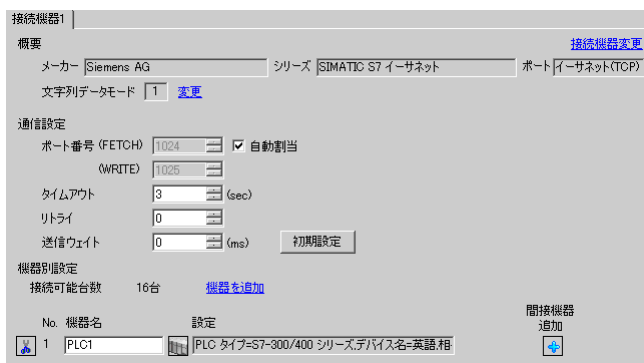 接続機器1
概要 接続機器変更
メーカー Siemens AG シリーズ SIMATIC S7 イーサネット ポート イーサネット(TCP)
文字列データモード 1 変更
通信設定
ポート番号 (FETCH) 1024 自動割当
(WRITE) 1025
タイムアウト 3 (sec)
リトライ 0
送信ウェイト 0 (ms) 初期設定
機器別設定
接続可能台数 16台 機器を追加
間接機器
No. 機器名 設定 追加
1 PLC1 PLC タイプ=S7-300/400 シリーズ,デバイス名=英語,相